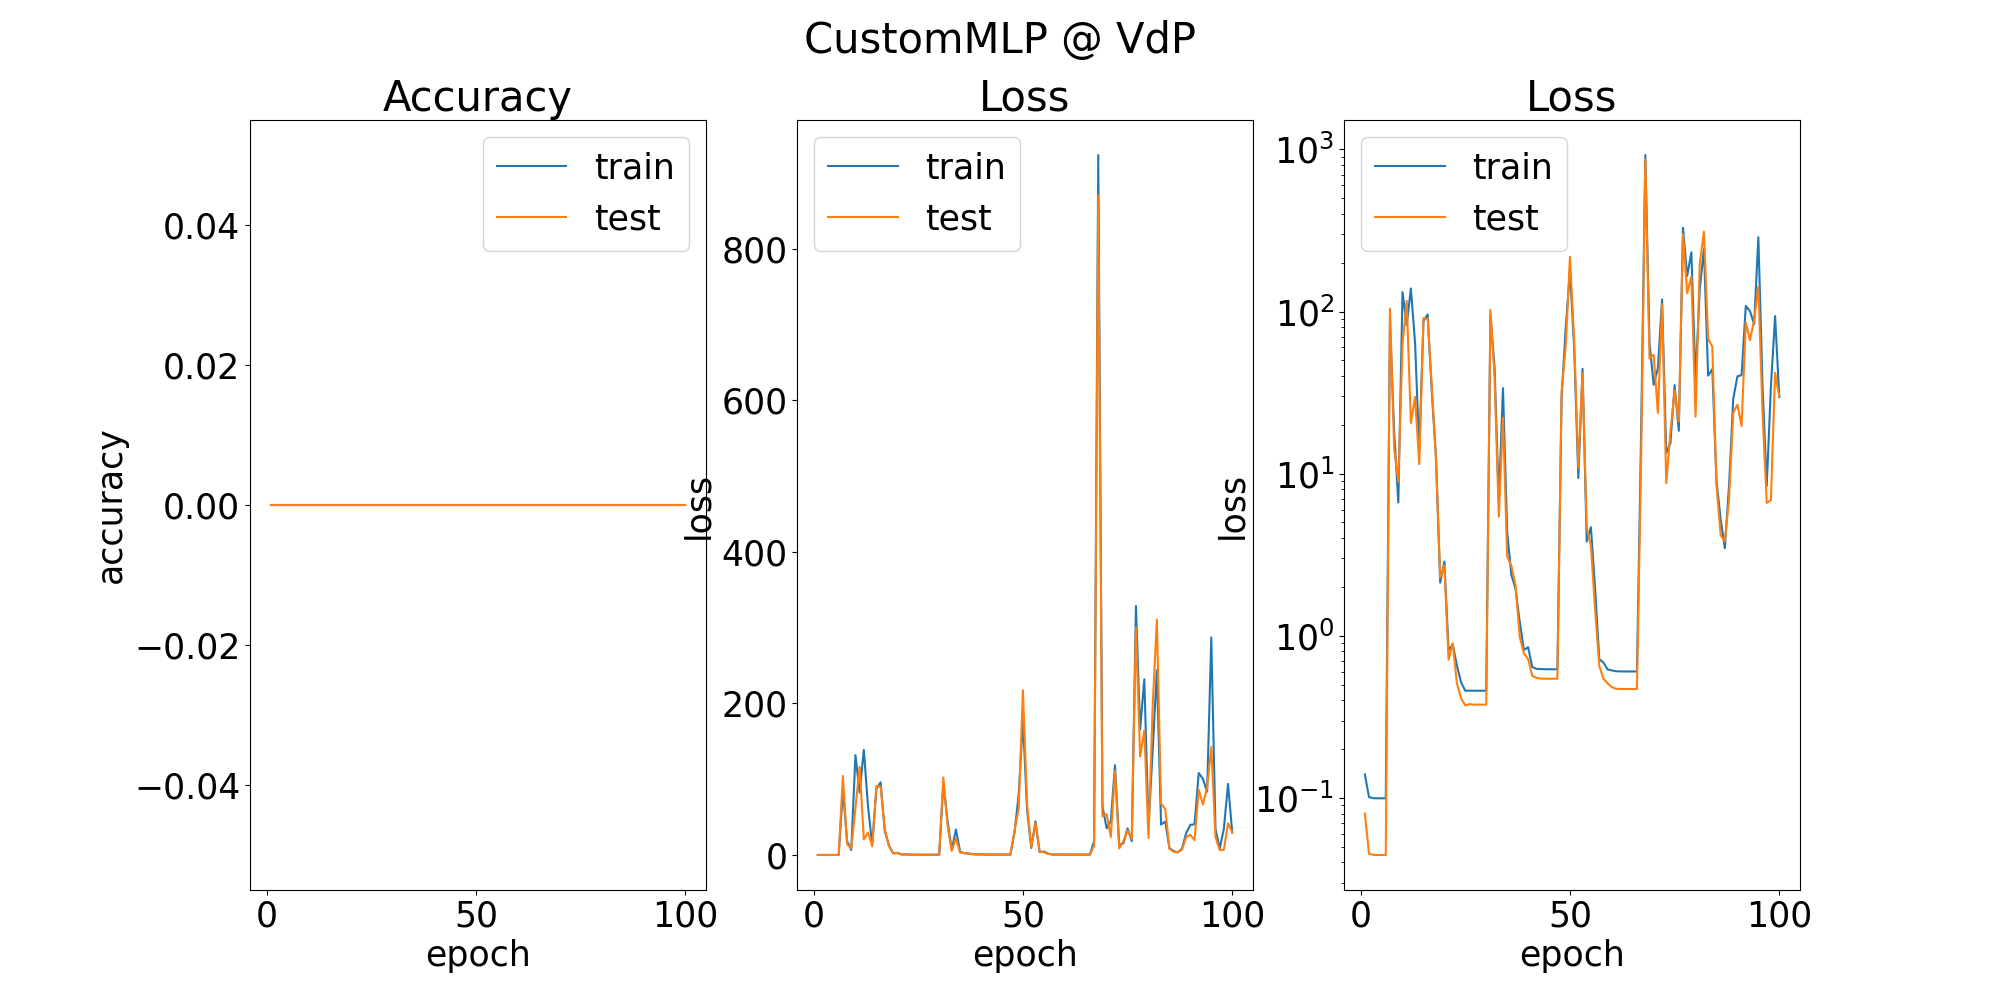 CustomMLP @ VdP
Accuracy
accuracy
0.04
0.02
0.00
−0.02
−0.04
0 50 100
epoch
train
test
Loss
loss
800
600
400
200
0
0 50 100
epoch
train
test
Loss
loss
10³
10²
10¹
10⁰
10⁻¹
0 50 100
epoch
train
test